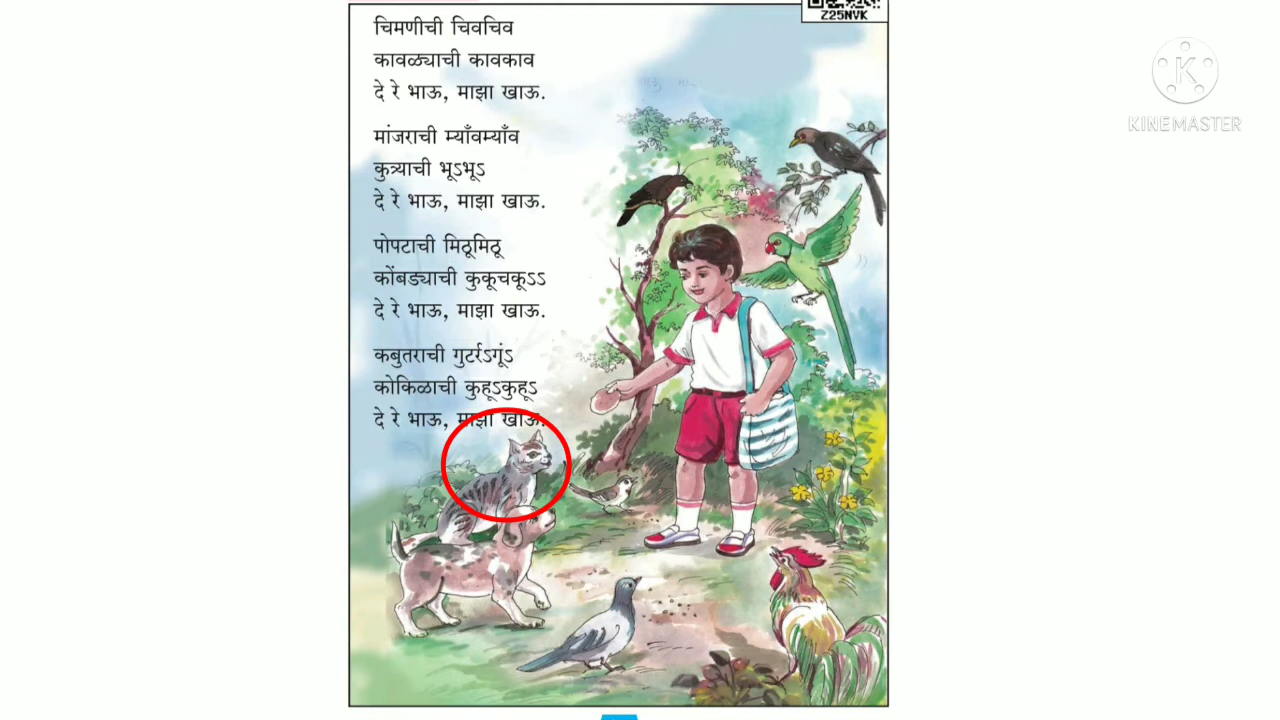 Z25NVK
चिमणीची चिवचिव
कावळ्याची कावकाव
दे रे भाऊ, माझा खाऊ.
मांजराची म्याँवम्याँव
कुत्र्याची भूऽभूऽ
दे रे भाऊ, माझा खाऊ.
पोपटाची मिठूमिठू
कोंबड्याची कुकूचकूऽऽ
दे रे भाऊ, माझा खाऊ.
कबुतराची गुटर्रऽगूंऽ
कोकिळाची कुहूऽकुहूऽ
दे रे भाऊ, माझा खाऊ.
K
KINEMASTER